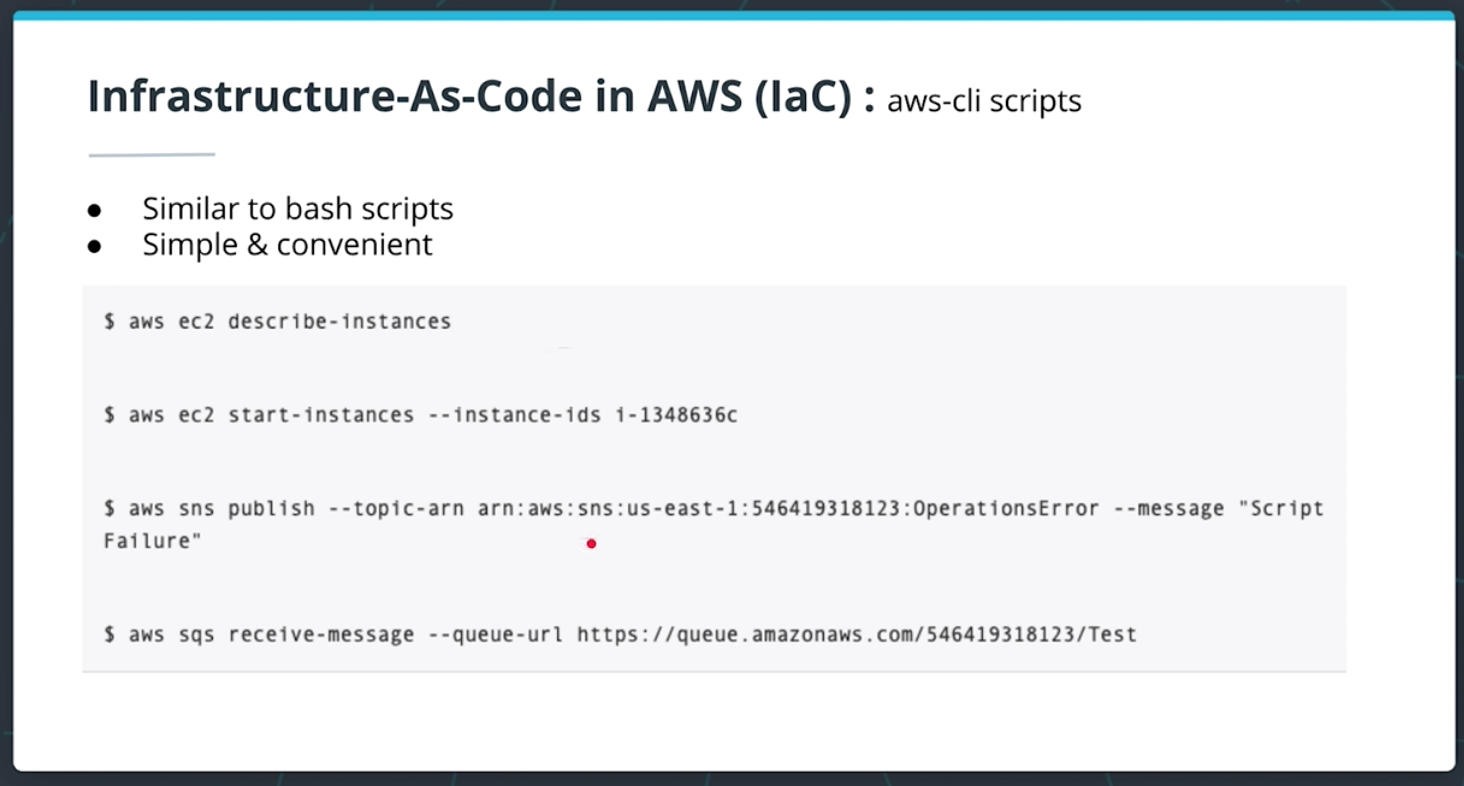 Infrastructure-As-Code in AWS (IaC) : aws-cli scripts
● Similar to bash scripts
● Simple & convenient
$ aws ec2 describe-instances
$ aws ec2 start-instances --instance-ids i-1348636c
$ aws sns publish --topic-arn arn:aws:sns:us-east-1:546419318123:OperationsError --message "Script
Failure"
$ aws sqs receive-message --queue-url https://queue.amazonaws.com/546419318123/Test